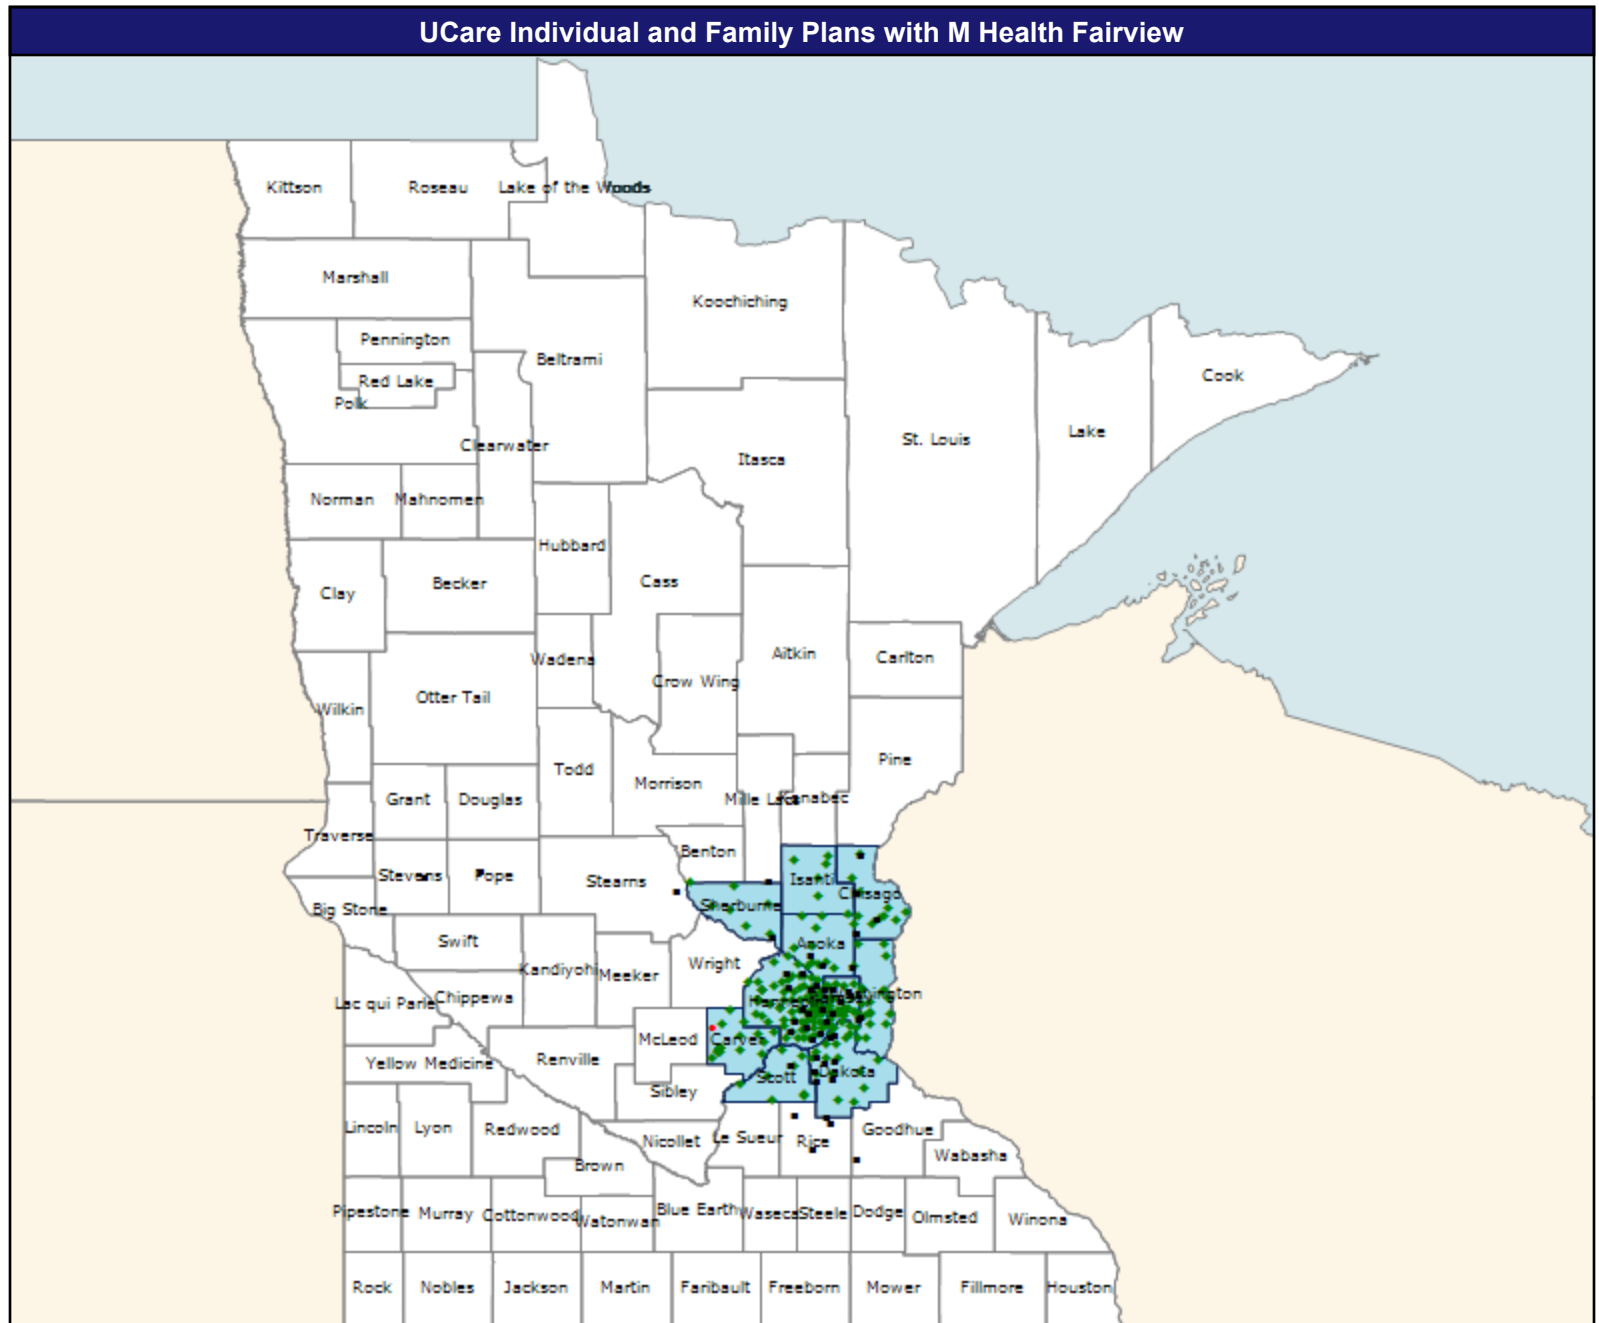 UCare Individual and Family Plans with M Health Fairview
Kittson
Roseau
Lake of the Woods
Marshall
Koochiching
Pennington
Beltrami
Red Lake
Polk
Cook
Lake
St. Louis
Clearwater
Itasca
Norman
Mahnomen
Hubbard
Cass
Becker
Clay
Wadena
Aitkin
Carlton
Crow Wing
Otter Tail
Wilkin
Pine
Todd
Morrison
Grant
Douglas
Mille Lacs
Kanabec
Traverse
Benton
Stevens
Pope
Stearns
Isanti
Chisago
Big Stone
Sherburne
Swift
Anoka
Wright
Kandiyohi
Meeker
Lac qui Parle
Chippewa
Hennepin
Washington
McLeod
Carver
Yellow Medicine
Renville
Scott
Dakota
Sibley
Lincoln
Lyon
Redwood
Nicollet
Le Sueur
Rice
Goodhue
Wabasha
Brown
Pipestone
Murray
Cottonwood
Watonwan
Blue Earth
Waseca
Steele
Dodge
Olmsted
Winona
Rock
Nobles
Jackson
Martin
Faribault
Freeborn
Mower
Fillmore
Houston